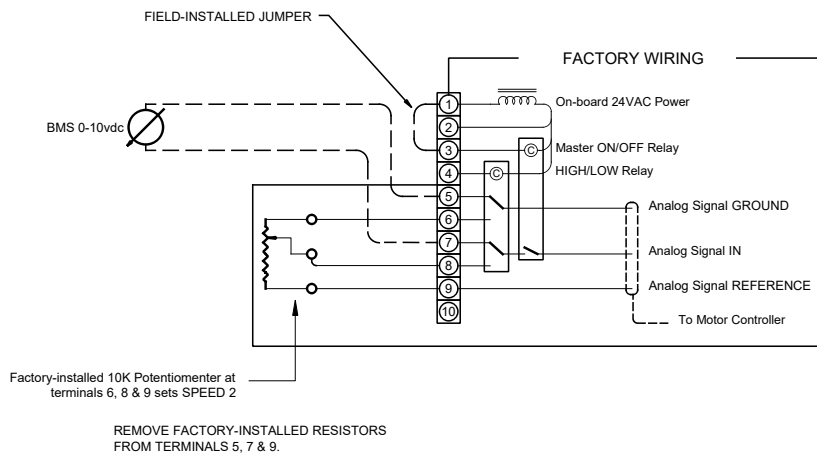 FIELD-INSTALLED JUMPER
FACTORY WIRING
1
On-board 24VAC Power
BMS 0-10vdc
2
3
C
Master ON/OFF Relay
4
C
HIGH/LOW Relay
5
Analog Signal GROUND
6
7
Analog Signal IN
8
9
Analog Signal REFERENCE
10
To Motor Controller
Factory-installed 10K Potentiomenter at
terminals 6, 8 & 9 sets SPEED 2
REMOVE FACTORY-INSTALLED RESISTORS
FROM TERMINALS 5, 7 & 9.